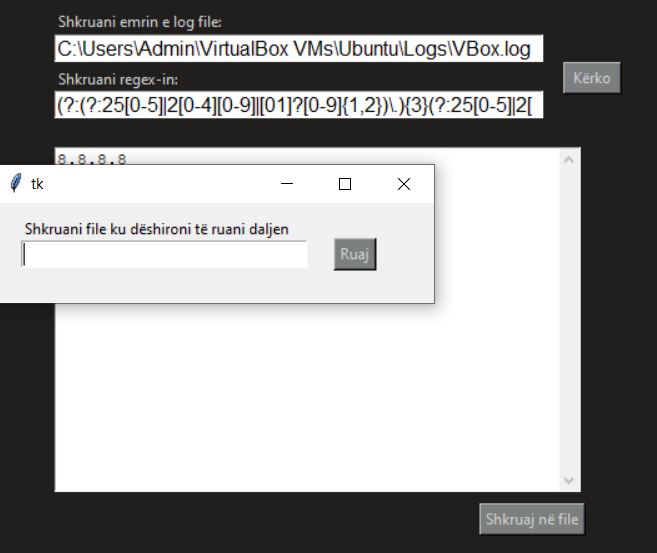 Shkruani emrin e log file:
C:\Users\Admin\VirtualBox VMs\Ubuntu\Logs\VBox.log
Shkruani regex-in:
Kërko
(?:(?:25[0-5]|2[0-4][0-9]|[01]?[0-9]{1,2})\.){3}(?:25[0-5]|2[
8.8.8.8
tk
Shkruani file ku dëshironi të ruani daljen
Ruaj
Shkruaj në file